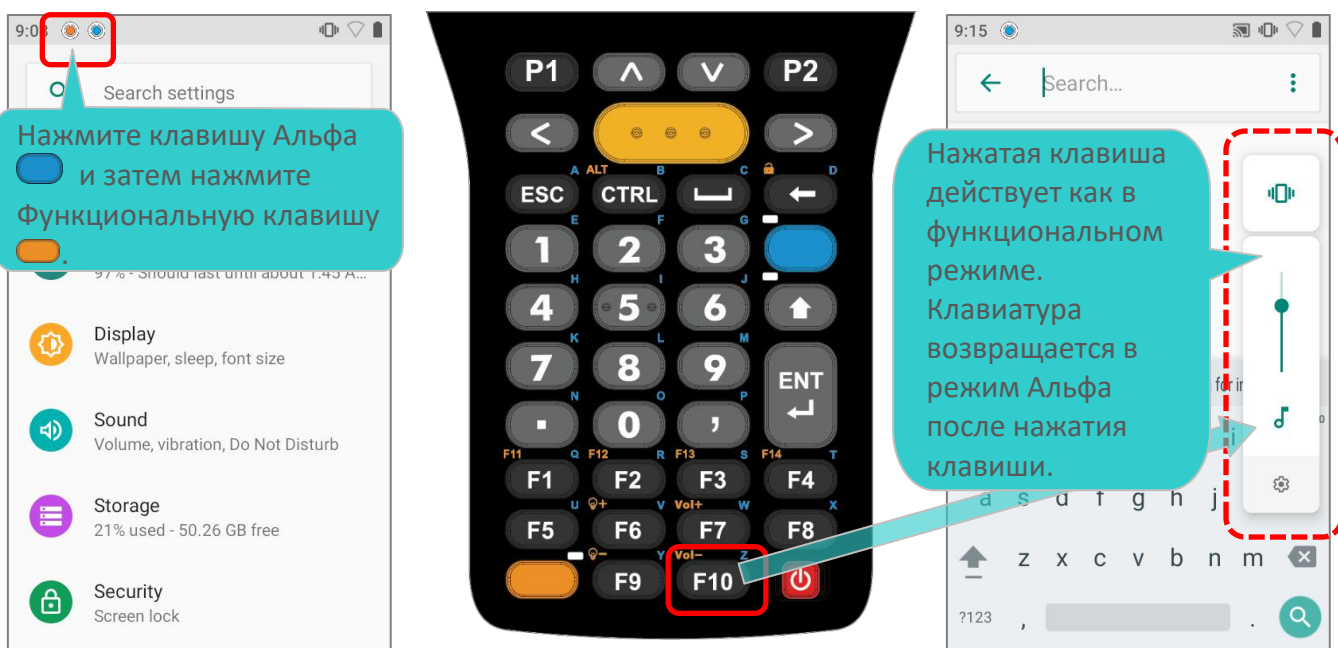 9:0
Search settings
Нажмите клавишу Альфа
и затем нажмите
Функциональную клавишу
.
97% - Should last until about 1:45 A...
Display
Wallpaper, sleep, font size
Sound
Volume, vibration, Do Not Disturb
Storage
21% used - 50.26 GB free
Security
Screen lock
P1 P2
A ALT B C D
ESC CTRL
E F G
1 2 3
H I J
4 5 6
K L M
7 8 9 ENT
N O P
. 0 ,
F11 Q F12 R F13 S F14 T
F1 F2 F3 F4
U + V Vol+ W X
F5 F6 F7 F8
- Y Vol- Z
F9 F10
9:15
Search...
Нажатая клавиша
действует как в
функциональном
режиме.
Клавиатура
возвращается в
режим Альфа
после нажатия
клавиши.
for i
i
a s d f g h j
z x c v b n m
?123 , .